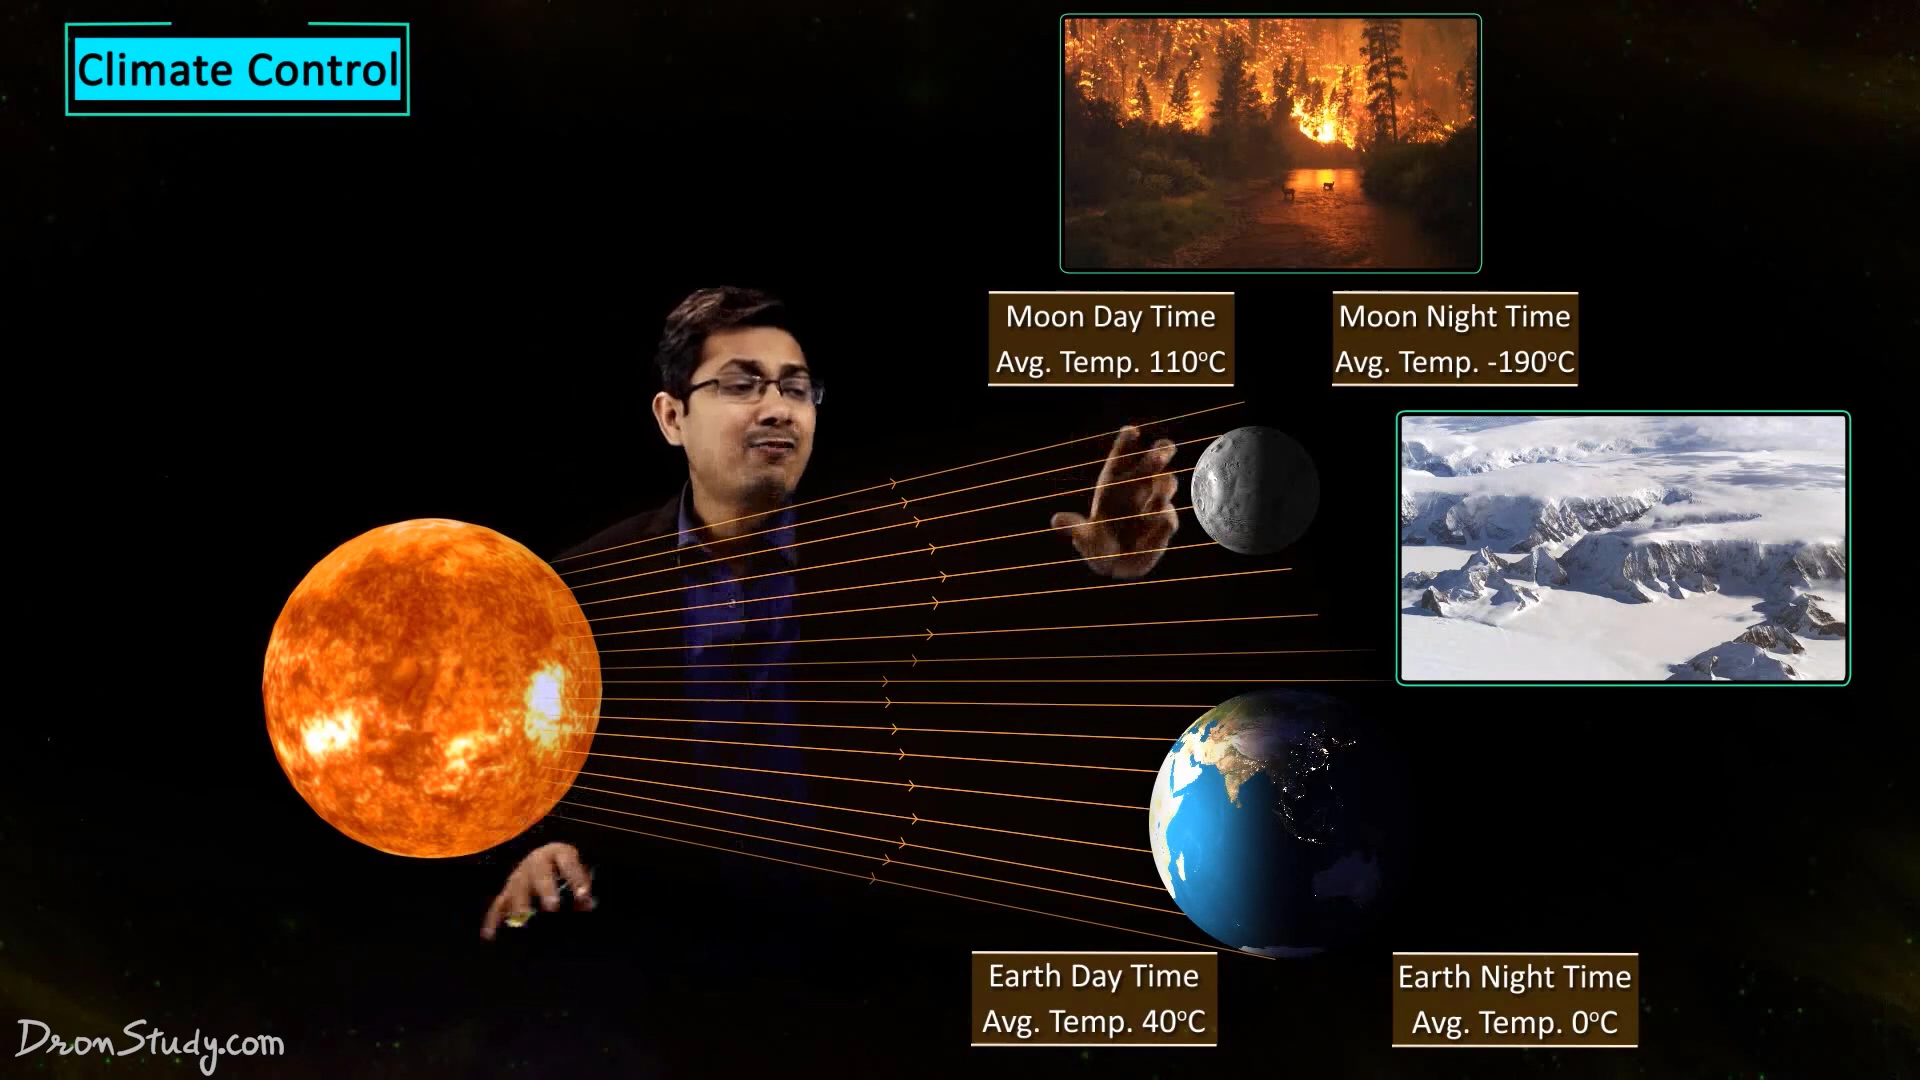 Climate Control
Moon Day Time
Avg. Temp. 110°C
Moon Night Time
Avg. Temp. -190°C
Earth Day Time
Avg. Temp. 40°C
Earth Night Time
Avg. Temp. 0°C
DronStudy.com